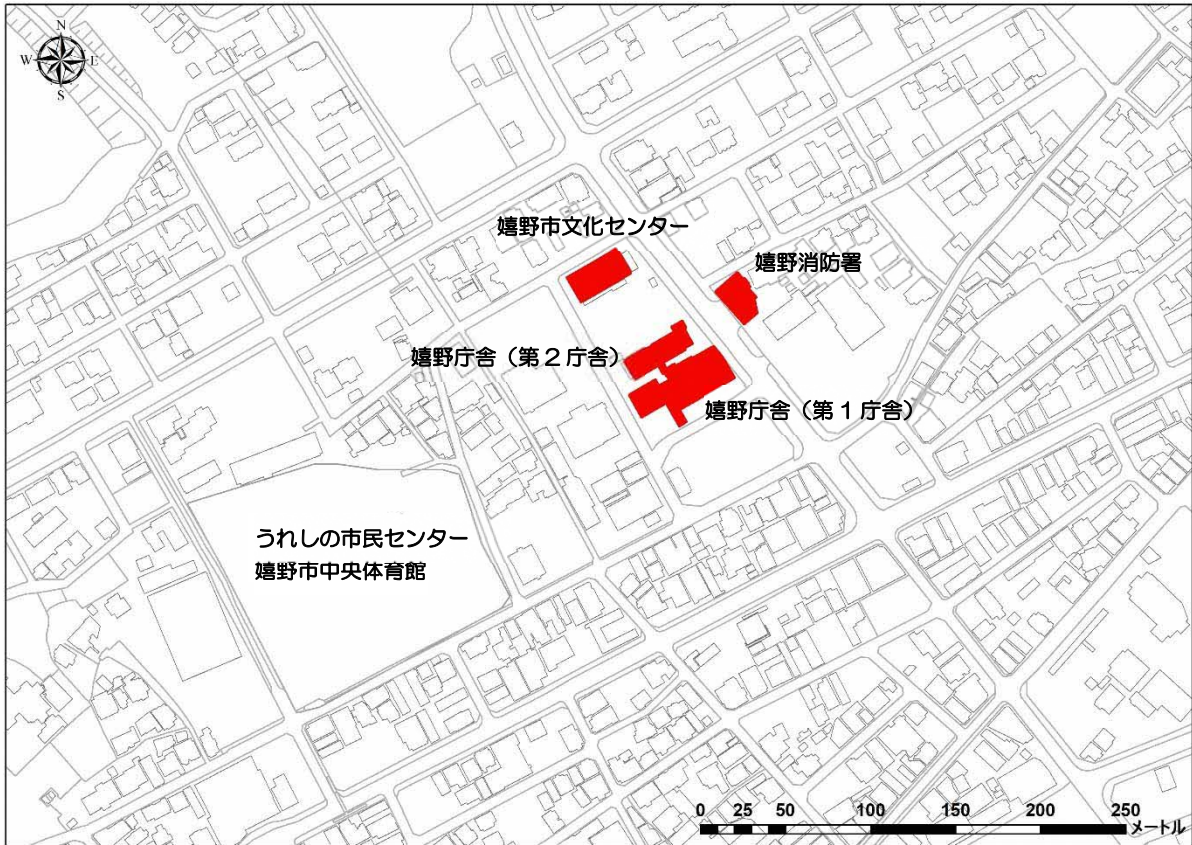 N
W E
S
嬉野市文化センター
嬉野消防署
嬉野庁舎（第２庁舎）
嬉野庁舎（第１庁舎）
うれしの市民センター
嬉野市中央体育館
0 25 50 100 150 200 250
メートル